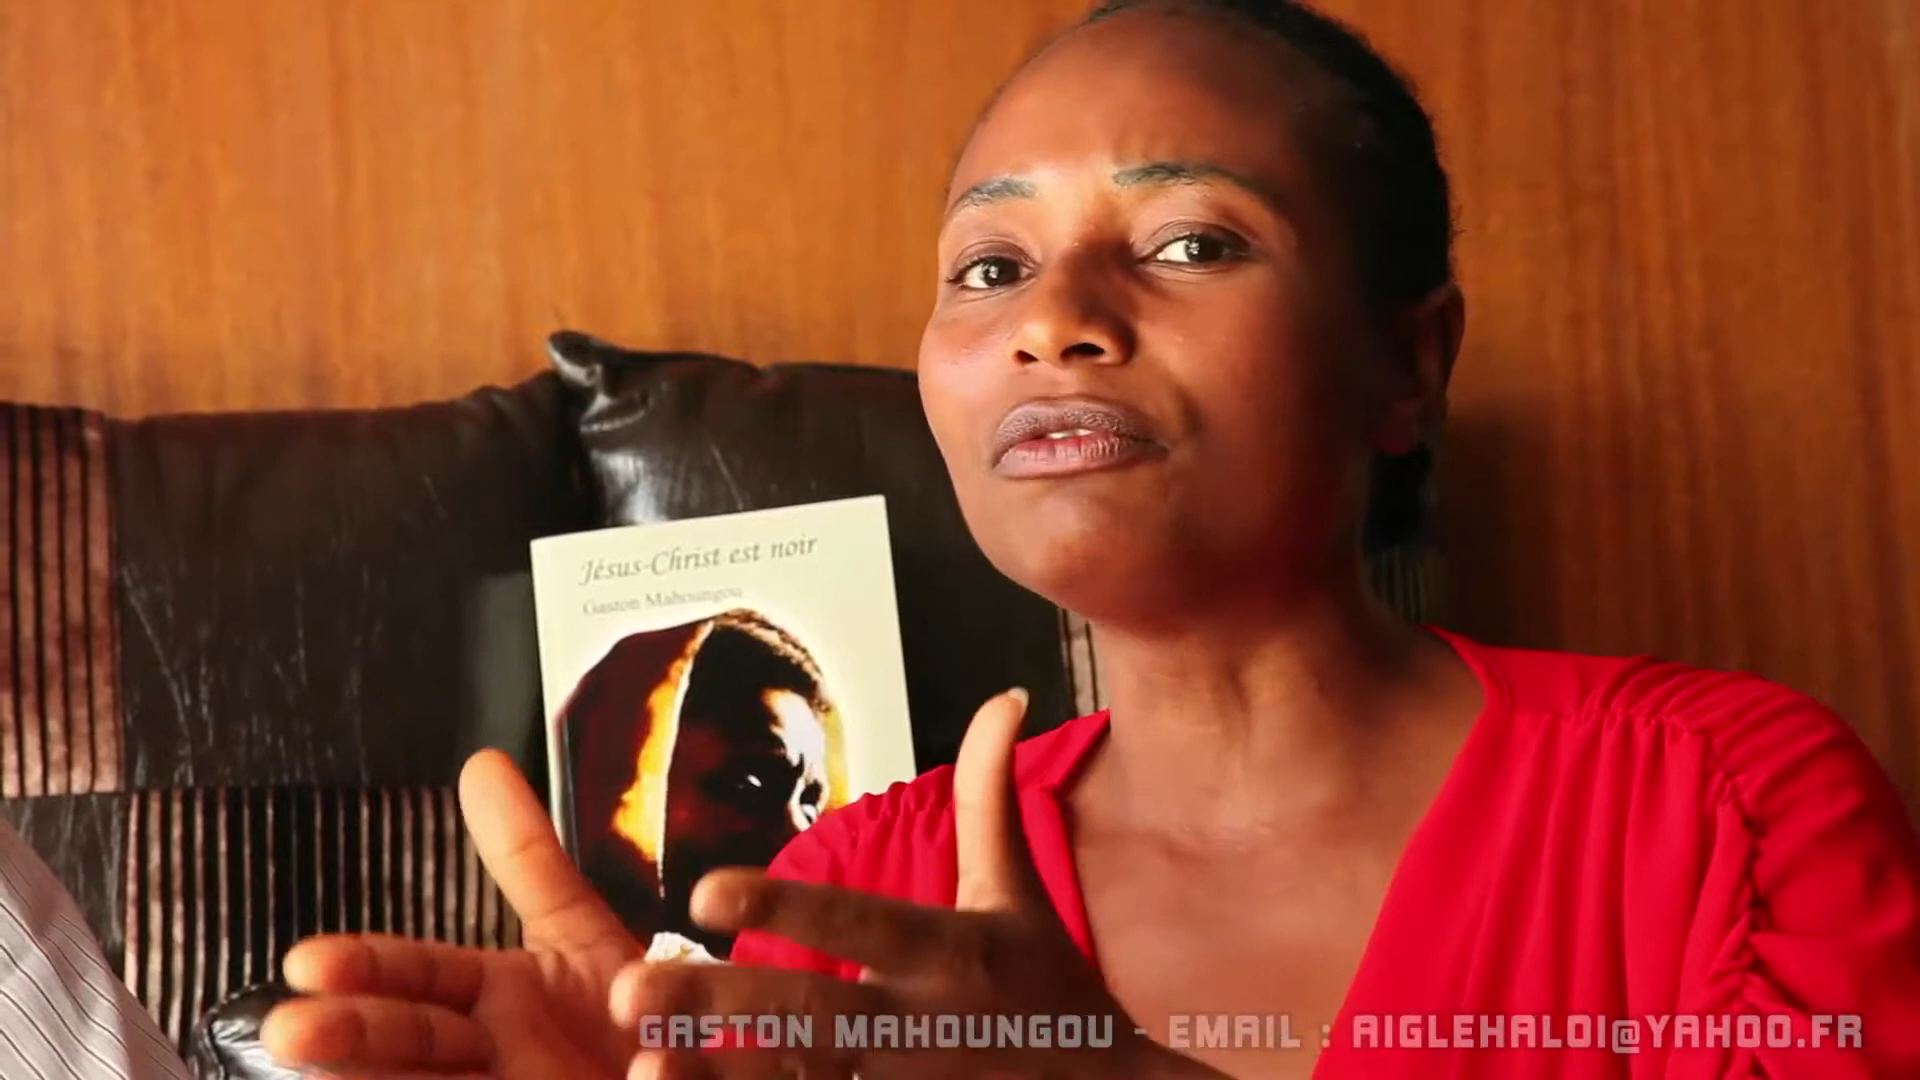 Jésus-Christ est noir
Gaston Mahoungou
GASTON MAHOUNGOU - EMAIL : AIGLEHALOI@YAHOO.FR